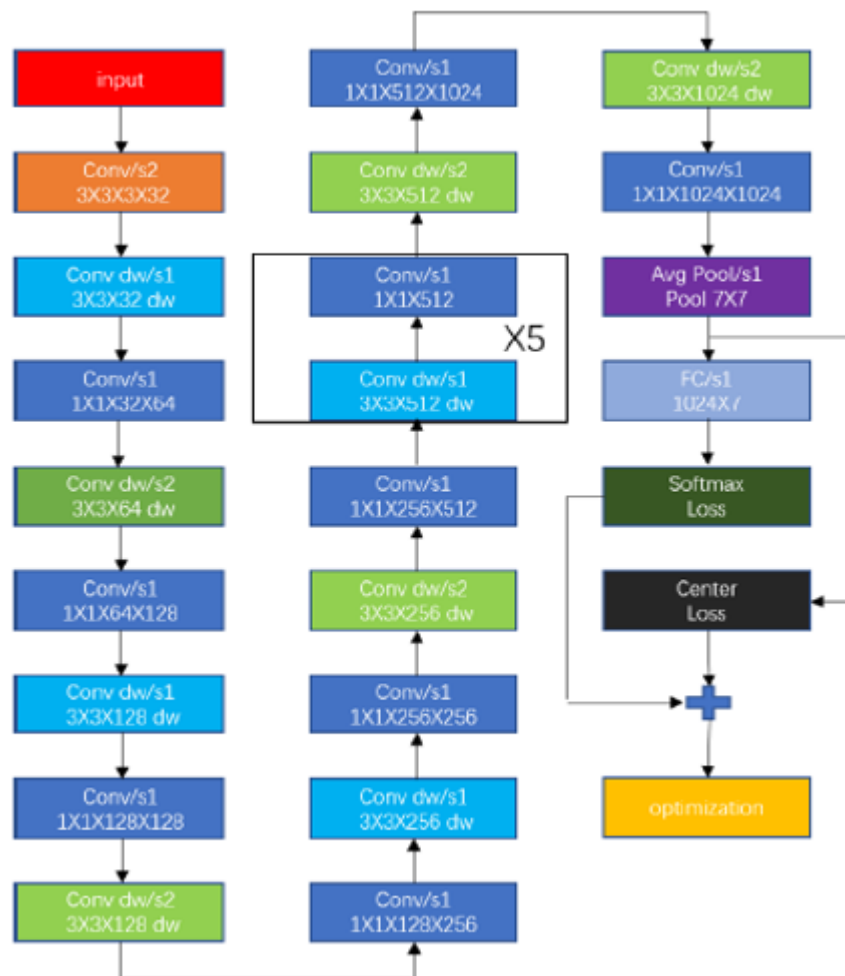 input
Conv/s2
3X3X3X32
Conv dw/s1
3X3X32 dw
Conv/s1
1X1X32X64
Conv dw/s2
3X3X64 dw
Conv/s1
1X1X64X128
Conv dw/s1
3X3X128 dw
Conv/s1
1X1X128X128
Conv dw/s2
3X3X128 dw
Conv/s1
1X1X128X256
Conv dw/s1
3X3X256 dw
Conv/s1
1X1X256X256
Conv dw/s2
3X3X256 dw
Conv/s1
1X1X256X512
Conv dw/s1
3X3X512 dw
X5
Conv/s1
1X1X512
Conv dw/s2
3X3X512 dw
Conv/s1
1X1X512X1024
Conv dw/s2
3X3X1024 dw
Conv/s1
1X1X1024X1024
Avg Pool/s1
Pool 7X7
FC/s1
1024X7
Softmax
Loss
Center
Loss
optimization